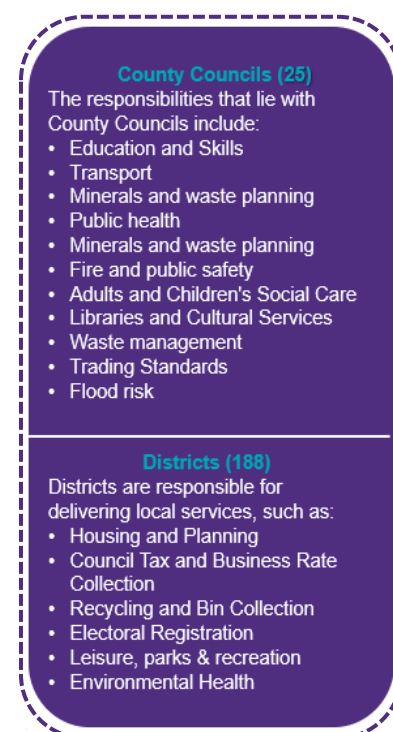 County Councils (25)
The responsibilities that lie with
County Councils include:
• Education and Skills
• Transport
• Minerals and waste planning
• Public health
• Minerals and waste planning
• Fire and public safety
• Adults and Children's Social Care
• Libraries and Cultural Services
• Waste management
• Trading Standards
• Flood risk
Districts (188)
Districts are responsible for
delivering local services, such as:
• Housing and Planning
• Council Tax and Business Rate
Collection
• Recycling and Bin Collection
• Electoral Registration
• Leisure, parks & recreation
• Environmental Health